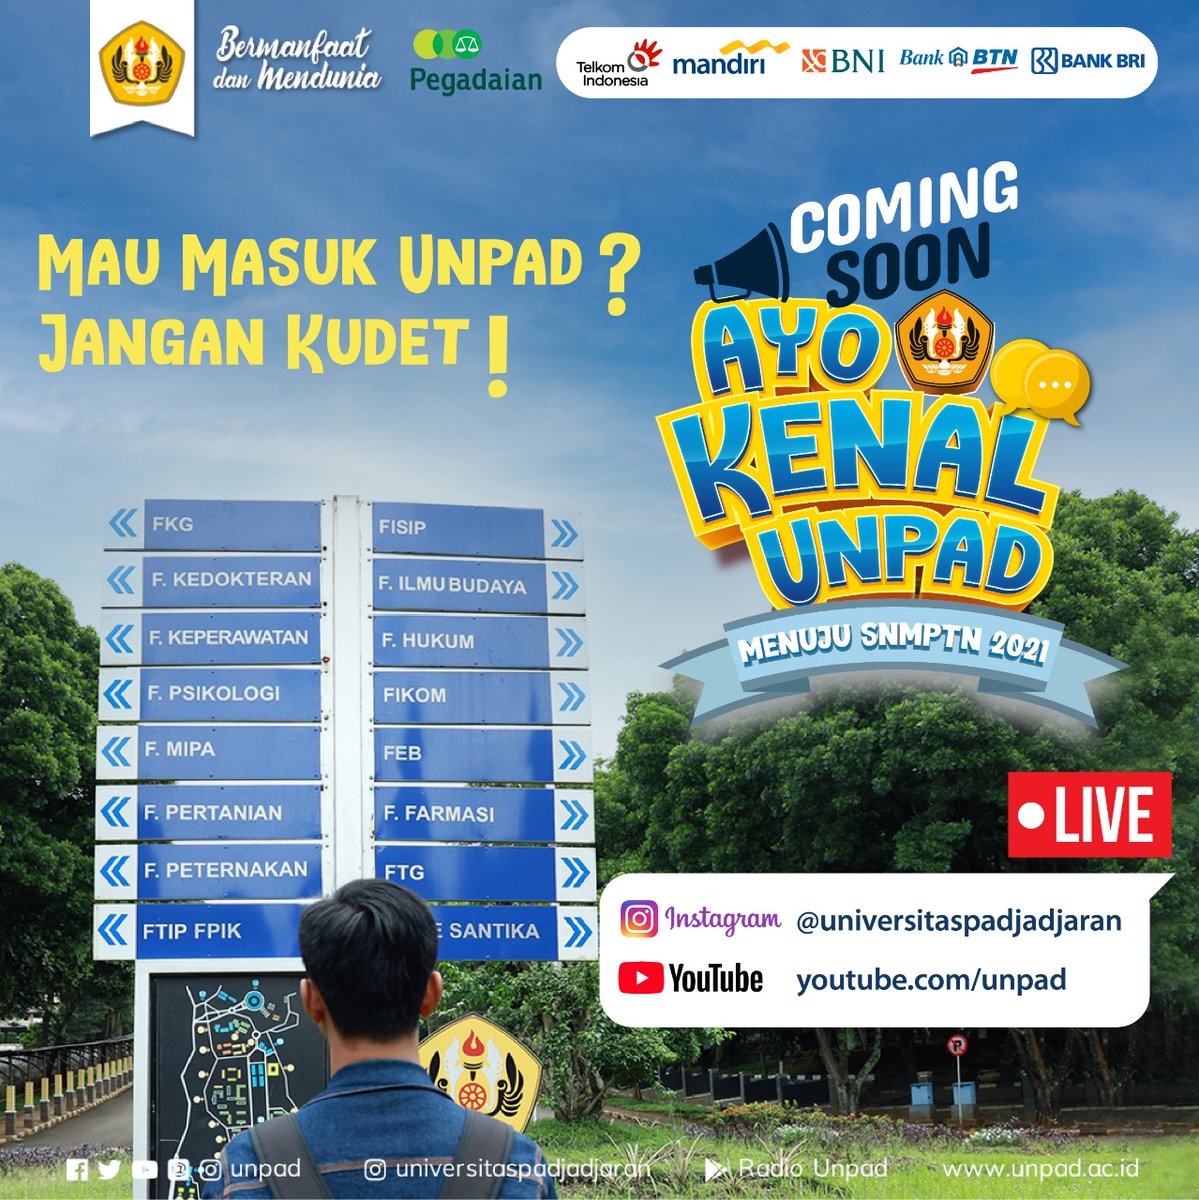 Bermanfaat
dan Mendunia
Pegadaian
Telkom
Indonesia
mandiri
BNI
Bank BTN
BANK BRI
COMING
SOON
MAU MASUK UNPAD?
JANGAN KUDET!
AYO
KENAL
UNPAD
MENUJU SNMPTN 2021
FKG
F. KEDOKTERAN
F. KEPERAWATAN
F. PSIKOLOGI
F. MIPA
F. PERTANIAN
F. PETERNAKAN
FTIP FPIK
FISIP
F. ILMU BUDAYA
F. HUKUM
FIKOM
FEB
F. FARMASI
FTG
E SANTIKA
LIVE
Instagram @universitaspadjadjaran
YouTube youtube.com/unpad
unpad universitaspadjadjaran Radio Unpad www.unpad.ac.id